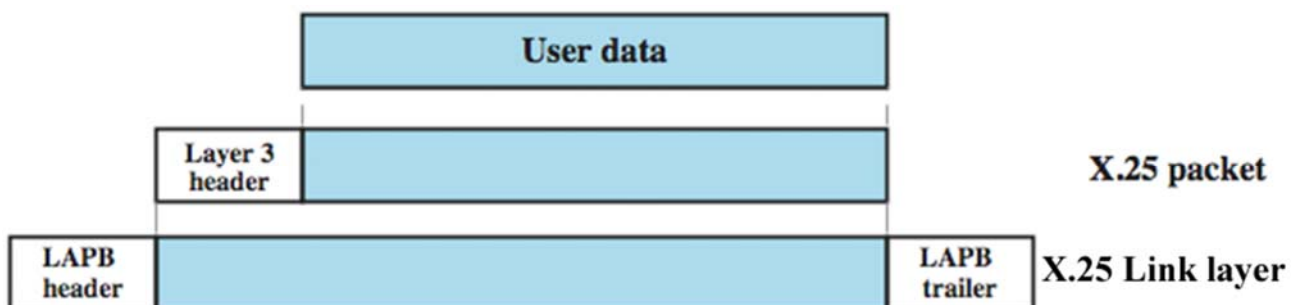 User data
Layer 3
header
X.25 packet
LAPB
header
LAPB
trailer
X.25 Link layer